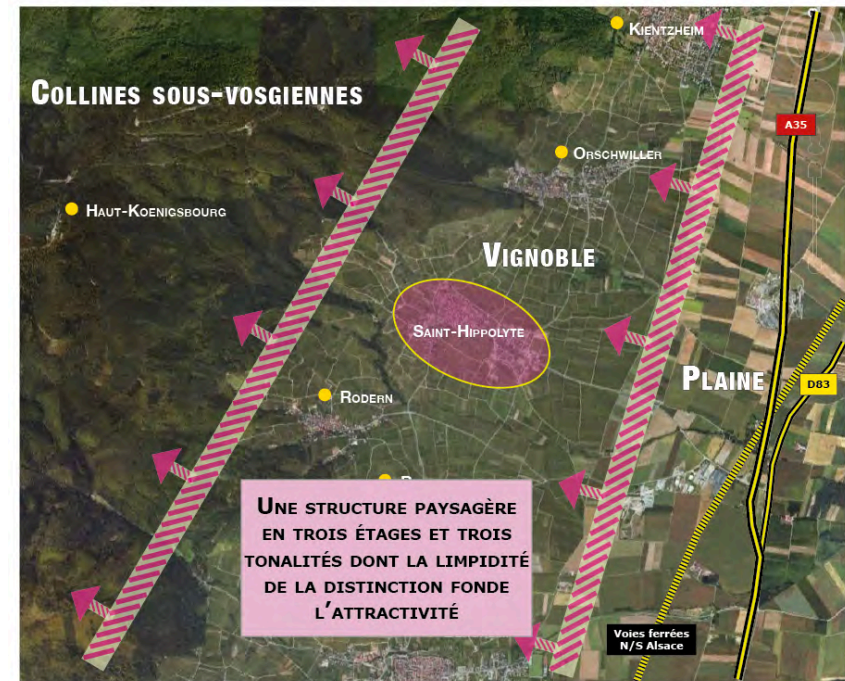 KIENTZHEIM
COLLINES SOUS-VOSGIENNES
A35
ORSCHWILLER
HAUT-KOENIGSBOURG
VIGNOBLE
SAINT-HIPPOLYTE
PLAINE
D83
RODERN
UNE STRUCTURE PAYSAGÈRE
EN TROIS ÉTAGES ET TROIS
TONALITÉS DONT LA LIMPIDITÉ
DE LA DISTINCTION FONDE
L'ATTRACTIVITÉ
Voies ferrées
N/S Alsace